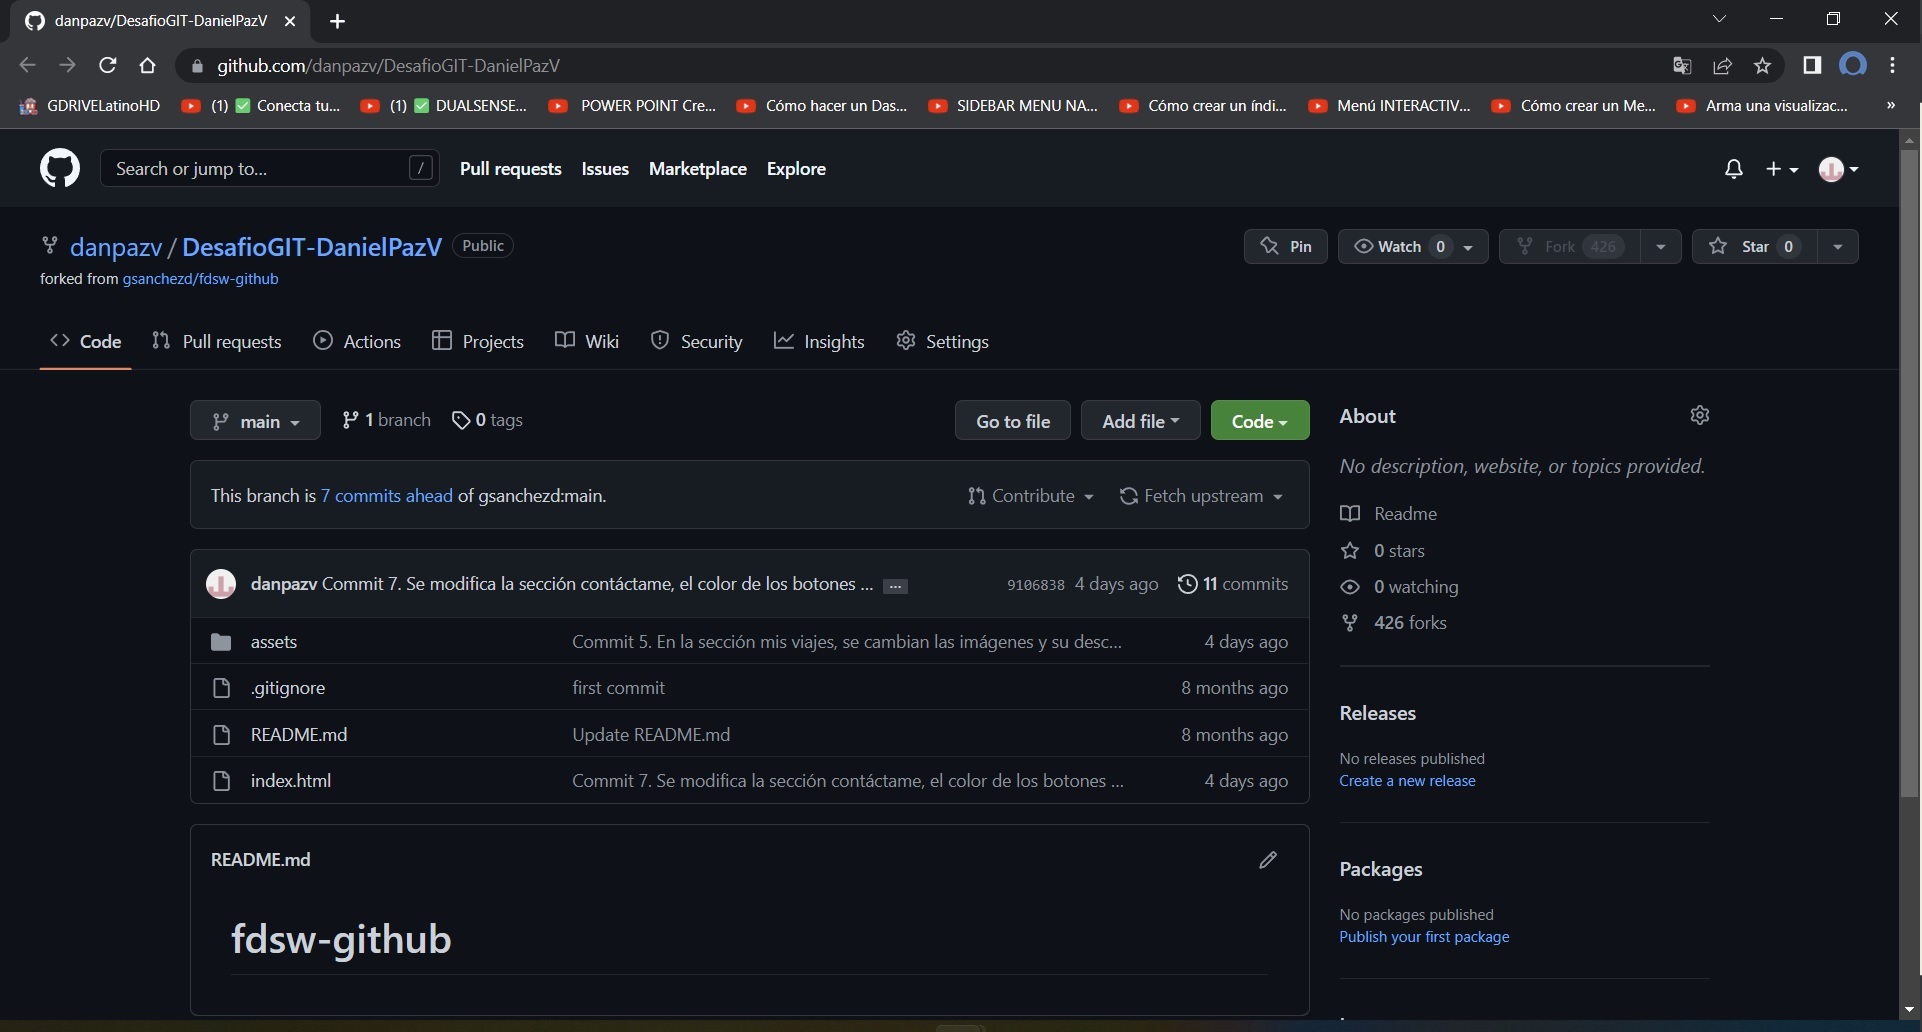 danpazv/DesafioGIT-DanielPazV
github.com/danpazv/DesafioGIT-DanielPazV
GDRIVELatinoHD (1) ✅ Conecta tu... (1) ✅ DUALSENSE... POWER POINT Cre... Cómo hacer un Das... SIDEBAR MENU NA... Cómo crear un índi... Menú INTERACTIV... Cómo crear un Me... Arma una visualizac... »
Search or jump to... / Pull requests Issues Marketplace Explore
danpazv / DesafioGIT-DanielPazV Public Pin Watch 0 Fork 426 Star 0
forked from gsanchezd/fdsw-github
Code Pull requests Actions Projects Wiki Security Insights Settings
main 1 branch 0 tags Go to file Add file Code
This branch is 7 commits ahead of gsanchezd:main. Contribute Fetch upstream
danpazv Commit 7. Se modifica la sección contáctame, el color de los botones ... ... 9106838 4 days ago 11 commits
assets Commit 5. En la sección mis viajes, se cambian las imágenes y su desc... 4 days ago
.gitignore first commit 8 months ago
README.md Update README.md 8 months ago
index.html Commit 7. Se modifica la sección contáctame, el color de los botones ... 4 days ago
README.md
fdsw-github
About
No description, website, or topics provided.
Readme
0 stars
0 watching
426 forks
Releases
No releases published
Create a new release
Packages
No packages published
Publish your first package